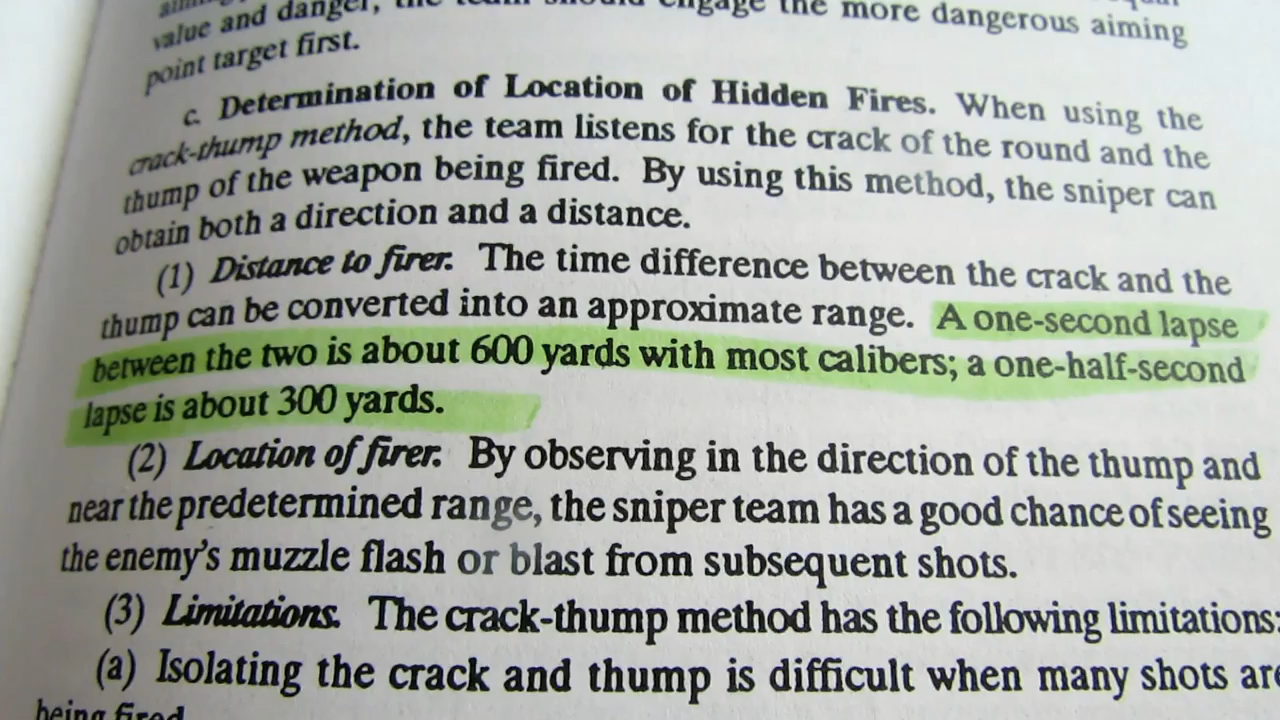 value and danger, the team should engage the more dangerous aiming
point target first.
c. Determination of Location of Hidden Fires. When using the
crack-thump method, the team listens for the crack of the round and the
thump of the weapon being fired. By using this method, the sniper can
obtain both a direction and a distance.
(1) Distance to firer. The time difference between the crack and the
thump can be converted into an approximate range. A one-second lapse
between the two is about 600 yards with most calibers; a one-half-second
lapse is about 300 yards.
(2) Location of firer. By observing in the direction of the thump and
near the predetermined range, the sniper team has a good chance of seeing
the enemy's muzzle flash or blast from subsequent shots.
(3) Limitations. The crack-thump method has the following limitations:
(a) Isolating the crack and thump is difficult when many shots are
being fired